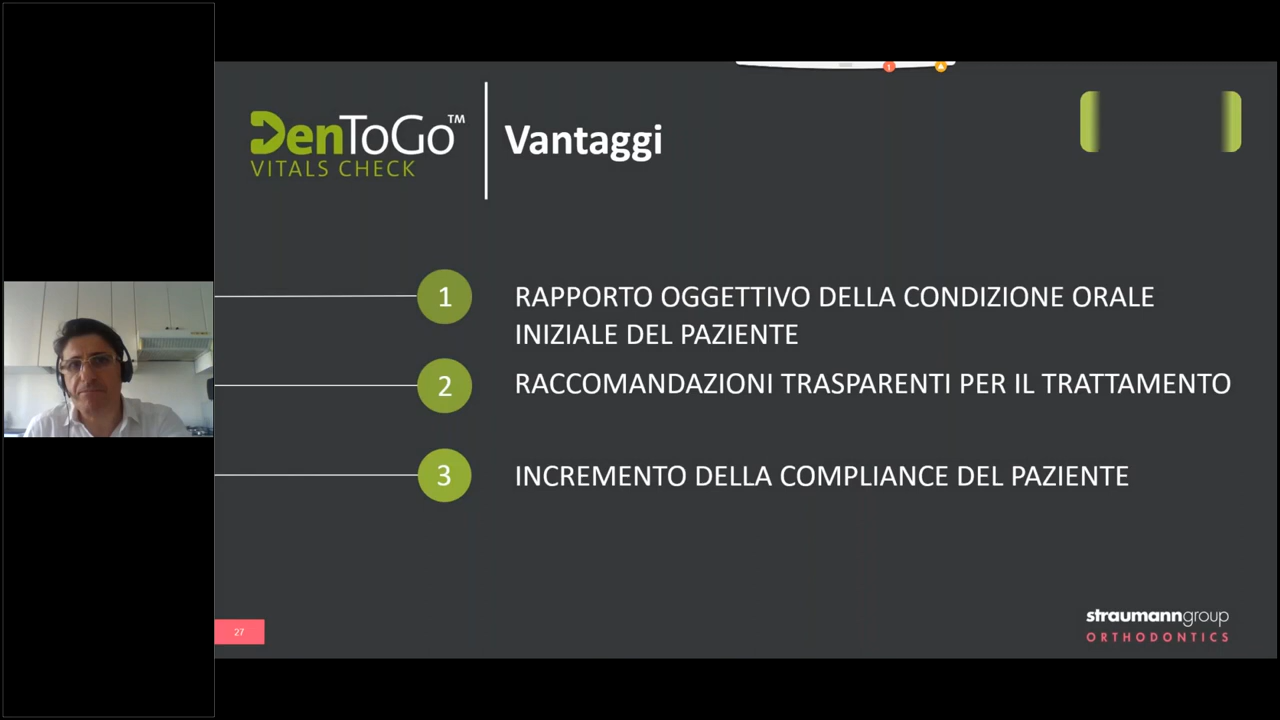 DenToGo™
VITALS CHECK
Vantaggi
1
RAPPORTO OGGETTIVO DELLA CONDIZIONE ORALE
INIZIALE DEL PAZIENTE
2
RACCOMANDAZIONI TRASPARENTI PER IL TRATTAMENTO
3
INCREMENTO DELLA COMPLIANCE DEL PAZIENTE
27
straumanngroup
ORTHODONTICS